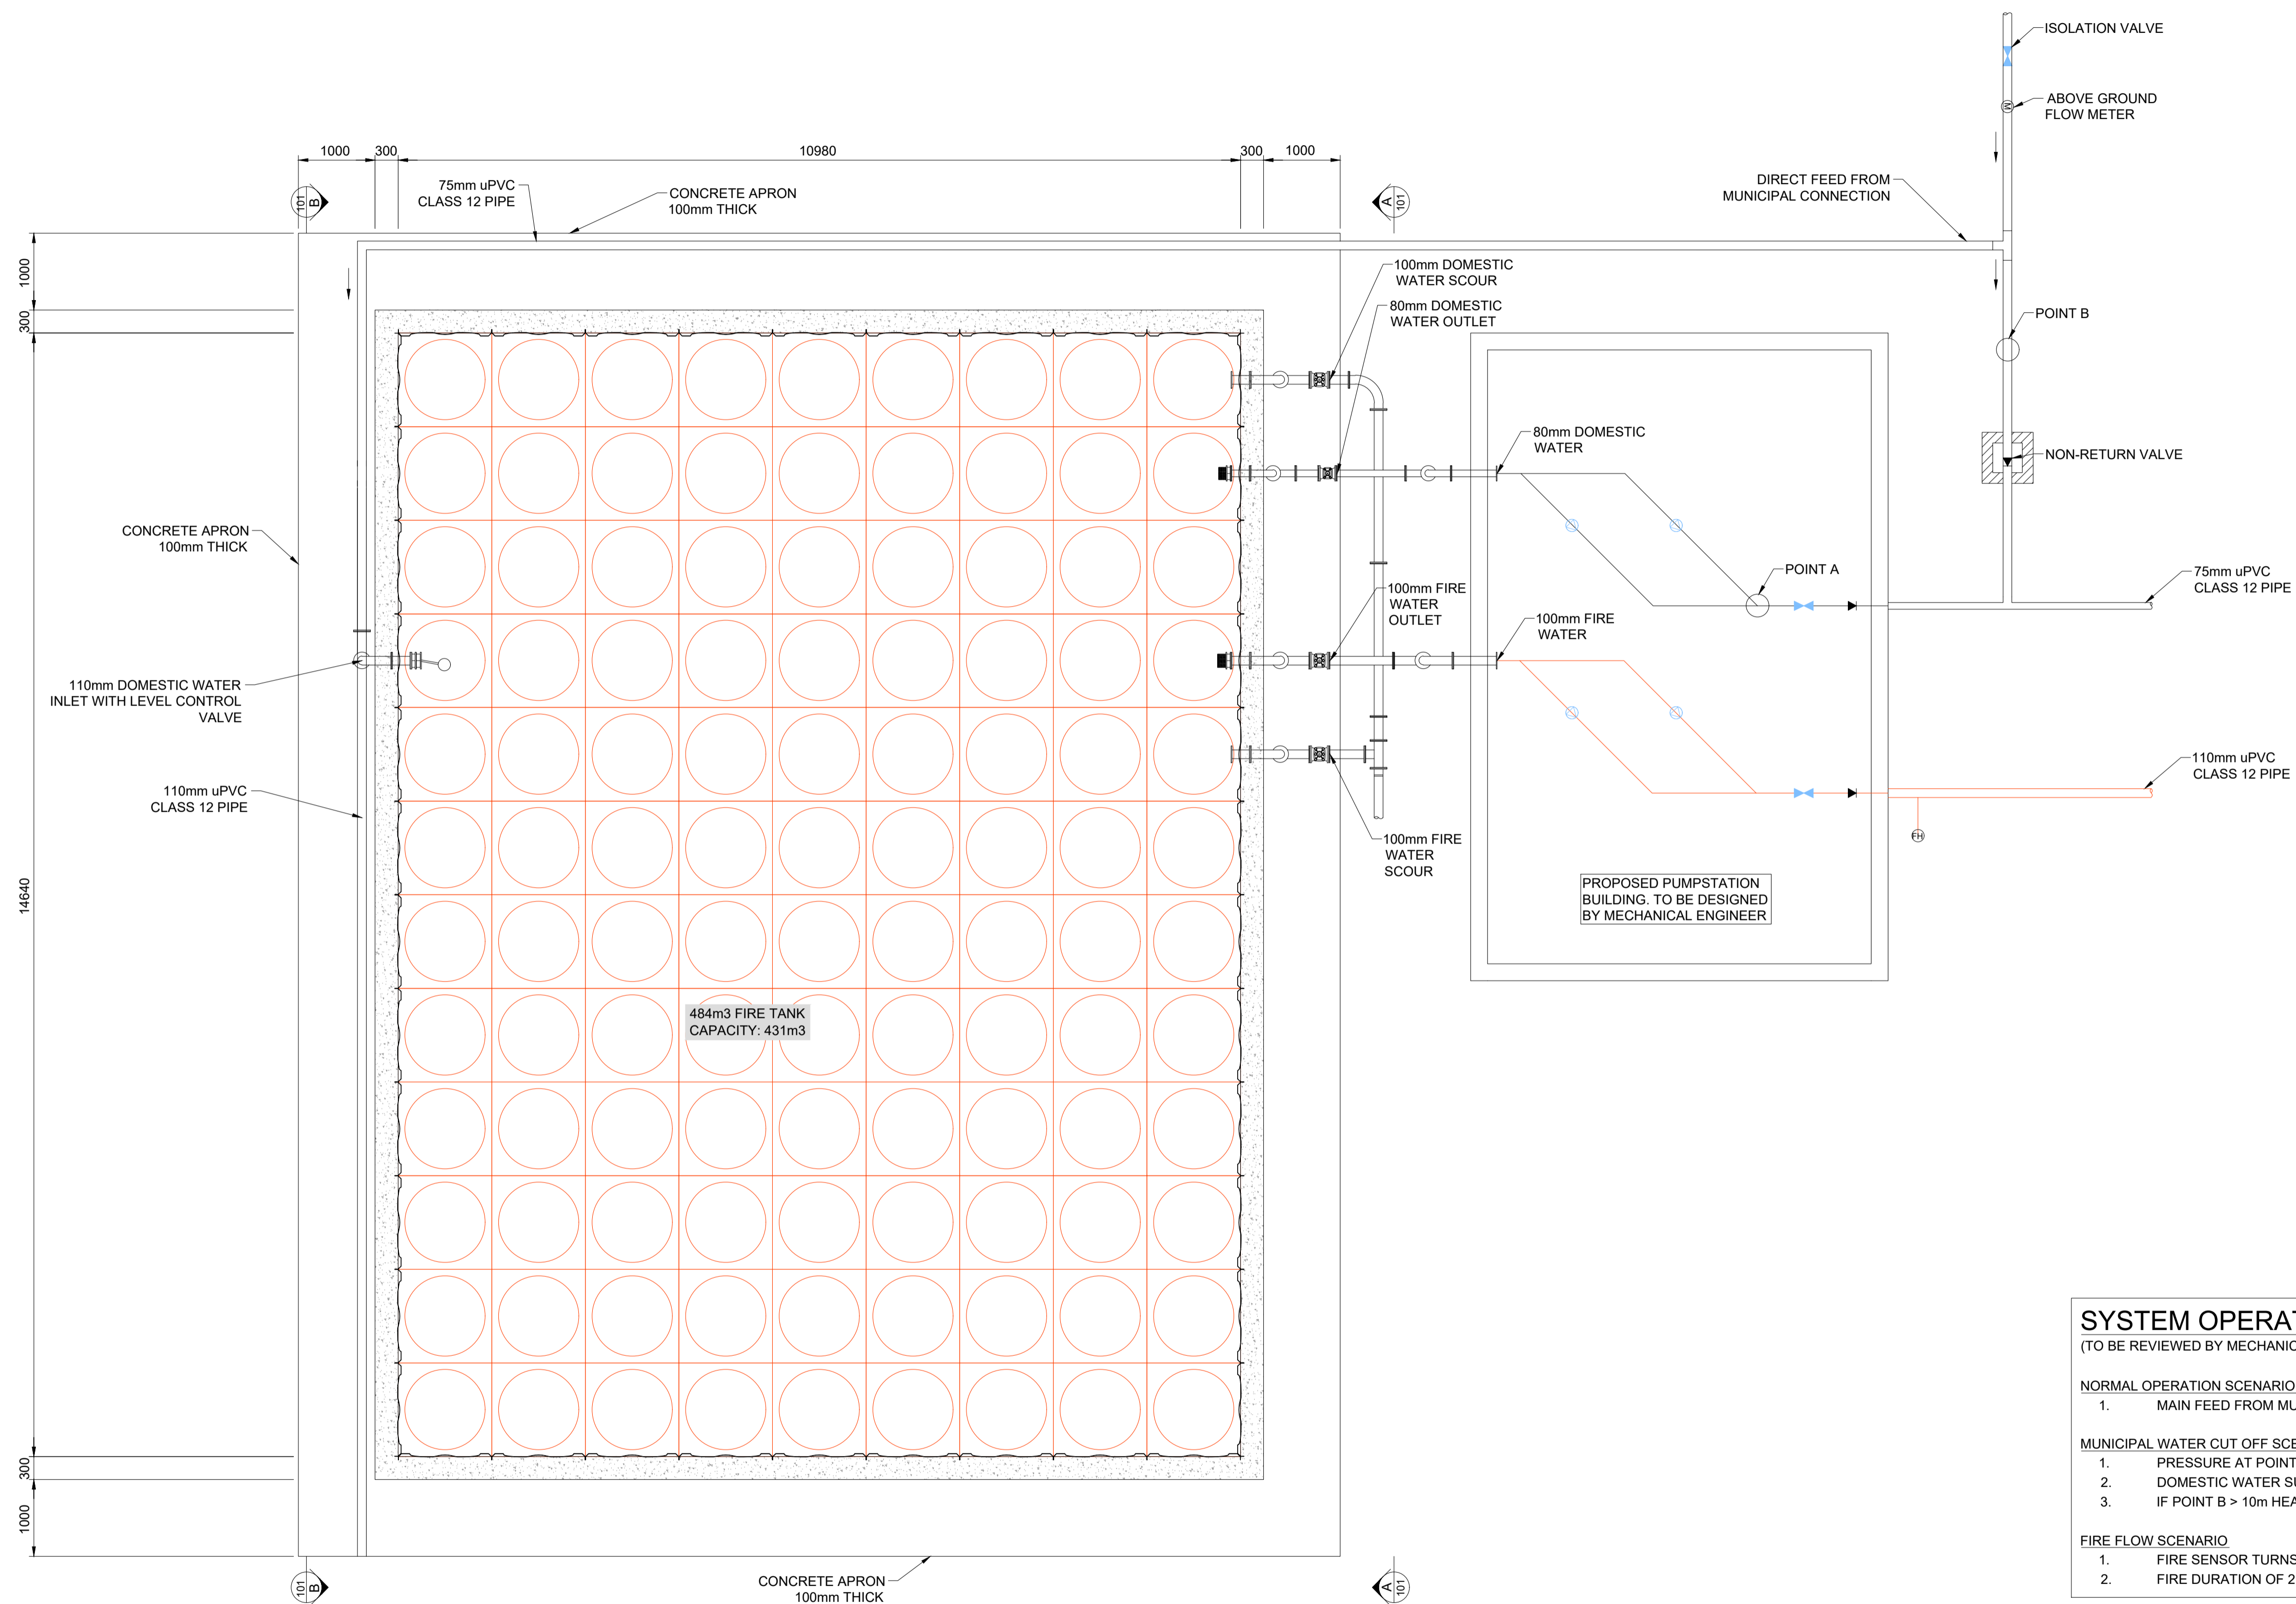 ISOLATION VALVE
ABOVE GROUND
FLOW METER
M
1000
300
10980
300
1000
75mm uPVC
CLASS 12 PIPE
CONCRETE APRON
100mm THICK
DIRECT FEED FROM
MUNICIPAL CONNECTION
101
B
A
101
1000
300
14640
300
1000
100mm DOMESTIC
WATER SCOUR
80mm DOMESTIC
WATER OUTLET
POINT B
80mm DOMESTIC
WATER
NON-RETURN VALVE
CONCRETE APRON
100mm THICK
POINT A
75mm uPVC
CLASS 12 PIPE
100mm FIRE
WATER
OUTLET
100mm FIRE
WATER
110mm DOMESTIC WATER
INLET WITH LEVEL CONTROL
VALVE
110mm uPVC
CLASS 12 PIPE
110mm uPVC
CLASS 12 PIPE
FH
100mm FIRE
WATER
SCOUR
PROPOSED PUMPSTATION
BUILDING. TO BE DESIGNED
BY MECHANICAL ENGINEER
484m3 FIRE TANK
CAPACITY: 431m3
SYSTEM OPERAT
(TO BE REVIEWED BY MECHANIC
NORMAL OPERATION SCENARIO
1. MAIN FEED FROM MU
MUNICIPAL WATER CUT OFF SCE
1. PRESSURE AT POINT
2. DOMESTIC WATER SU
3. IF POINT B > 10m HEA
FIRE FLOW SCENARIO
1. FIRE SENSOR TURNS
2. FIRE DURATION OF 2
CONCRETE APRON
100mm THICK
101
B
A
101